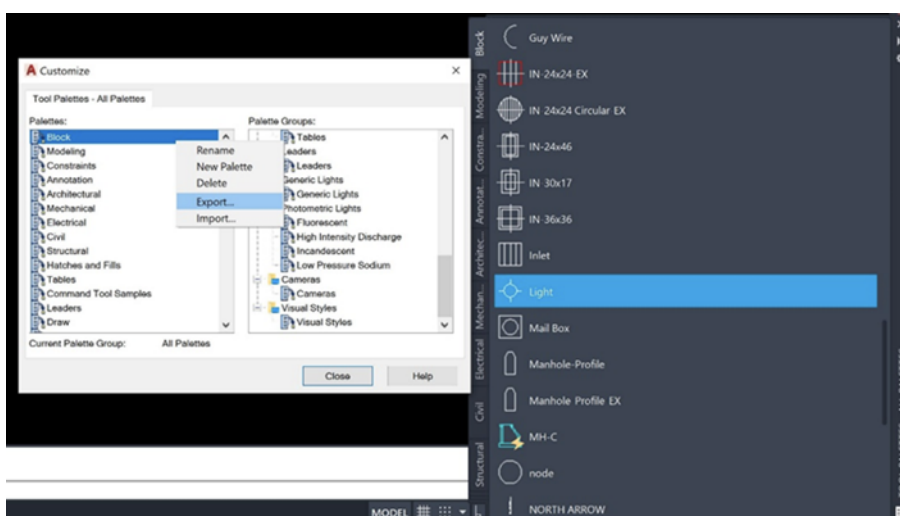 Customize
Tool Palettes - All Palettes
Palettes:
Block
Modeling
Constraints
Annotation
Architectural
Mechanical
Electrical
Civil
Structural
Hatches and Fills
Tables
Command Tool Samples
Leaders
Draw
Rename
New Palette
Delete
Export...
Import...
Palette Groups:
Tables
Leaders
Generic Lights
Generic Lights
Photometric Lights
Fluorescent
High Intensity Discharge
Incandescent
Low Pressure Sodium
Cameras
Cameras
Visual Styles
Visual Styles
Current Palette Group: All Palettes
Close Help
MODEL
Block
Modeling
Constra...
Annotat...
Architec...
Mechan...
Electrical
Civil
Structural
Guy Wire
IN-24x24-EX
IN 24x24 Circular EX
IN-24x46
IN 30x17
IN 36x36
Inlet
Light
Mail Box
Manhole-Profile
Manhole Profile EX
MH-C
node
NORTH ARROW